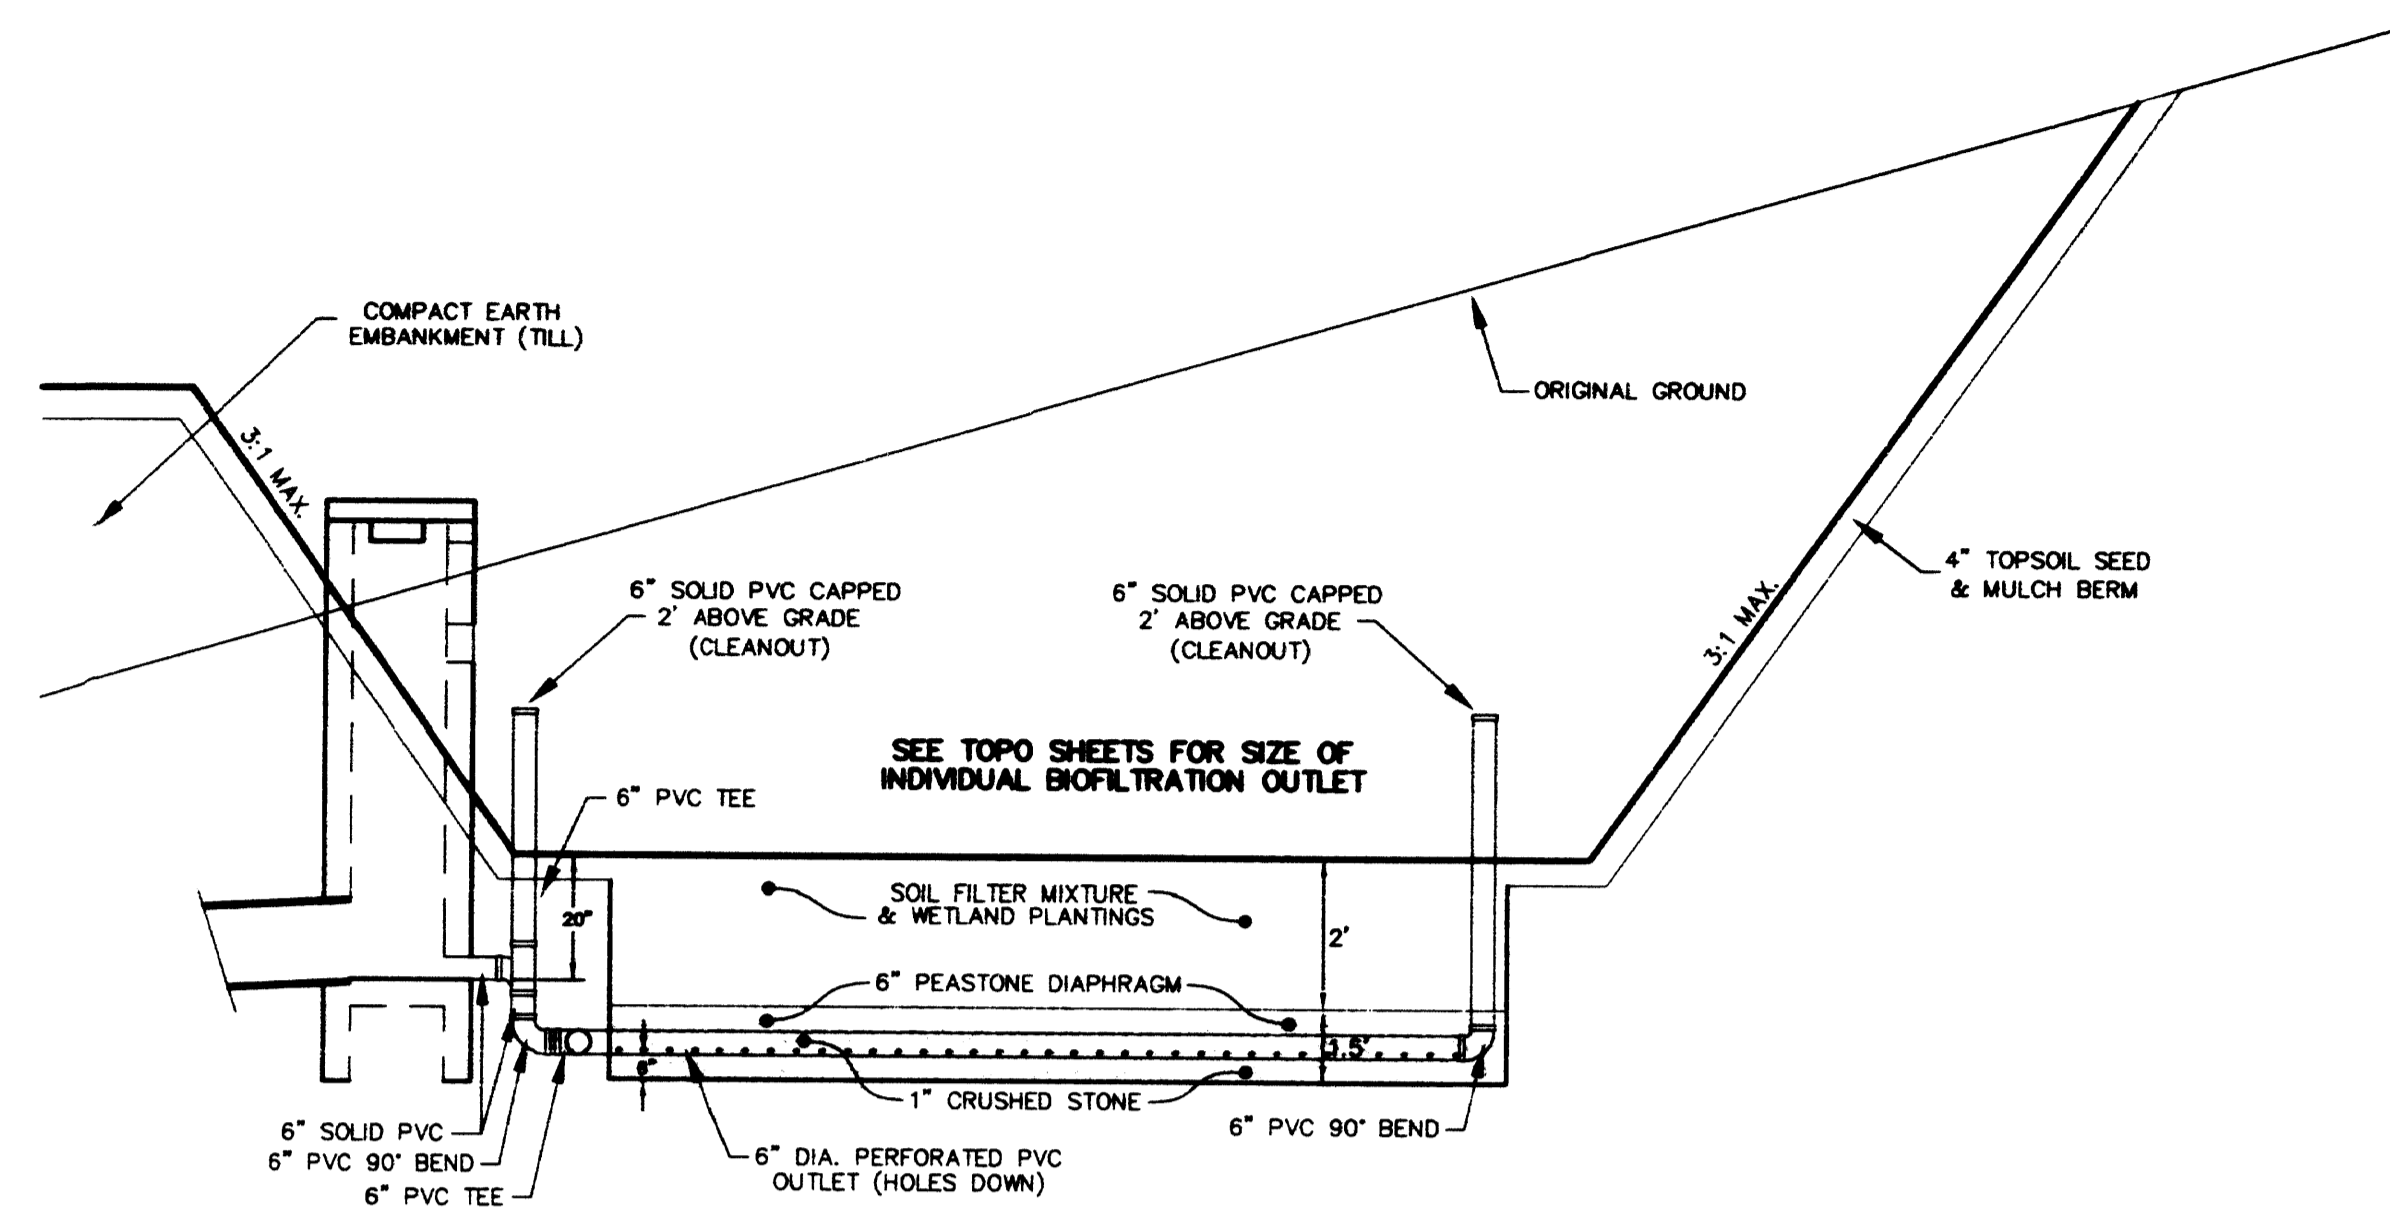 COMPACT EARTH
EMBANKMENT (TILL)
3:1 MAX.
ORIGINAL GROUND
4" TOPSOIL SEED
& MULCH BERM
3:1 MAX.
6" SOLID PVC CAPPED
2' ABOVE GRADE
(CLEANOUT)
6" SOLID PVC CAPPED
2' ABOVE GRADE
(CLEANOUT)
SEE TOPO SHEETS FOR SIZE OF
INDIVIDUAL BIOFILTRATION OUTLET
6" PVC TEE
20"
SOIL FILTER MIXTURE
& WETLAND PLANTINGS
2'
6" PEASTONE DIAPHRAGM
1.5'
6"
1" CRUSHED STONE
6" SOLID PVC
6" PVC 90° BEND
6" PVC TEE
6" DIA. PERFORATED PVC
OUTLET (HOLES DOWN)
6" PVC 90° BEND